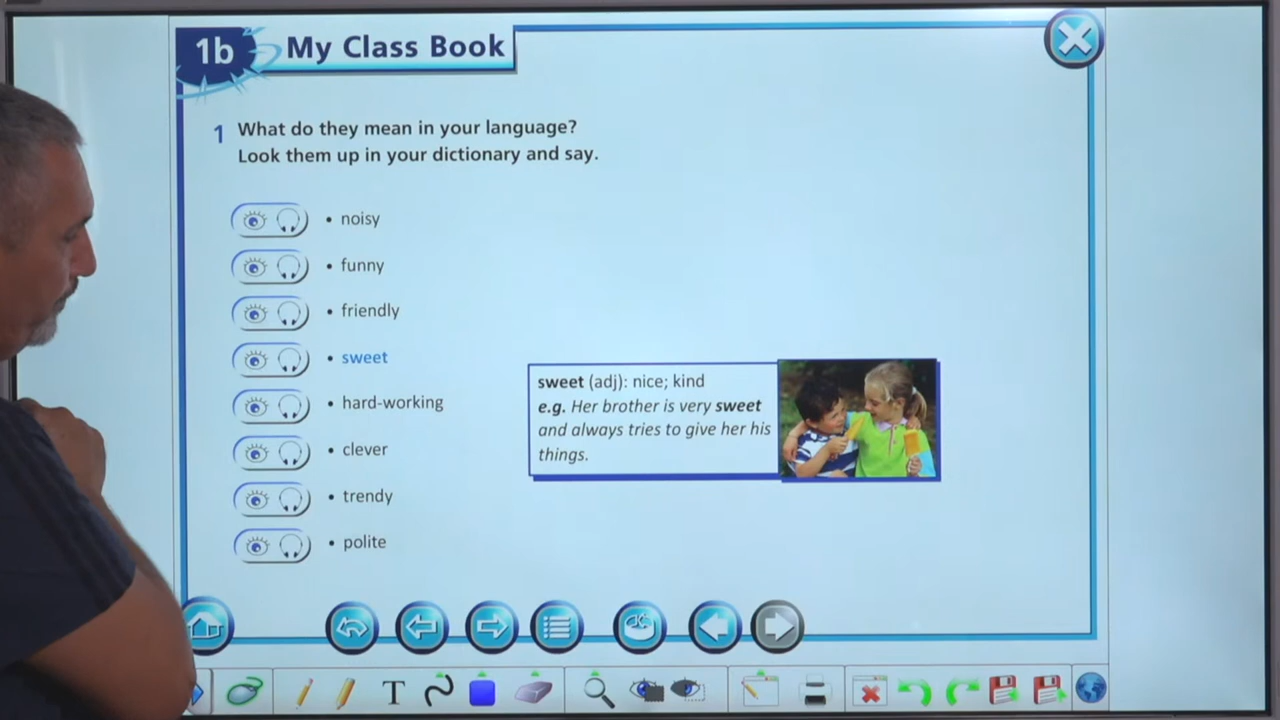 1b My Class Book
1 What do they mean in your language?
Look them up in your dictionary and say.
• noisy
• funny
• friendly
• sweet
• hard-working
• clever
• trendy
• polite
sweet (adj): nice; kind
e.g. Her brother is very sweet
and always tries to give her his
things.
T